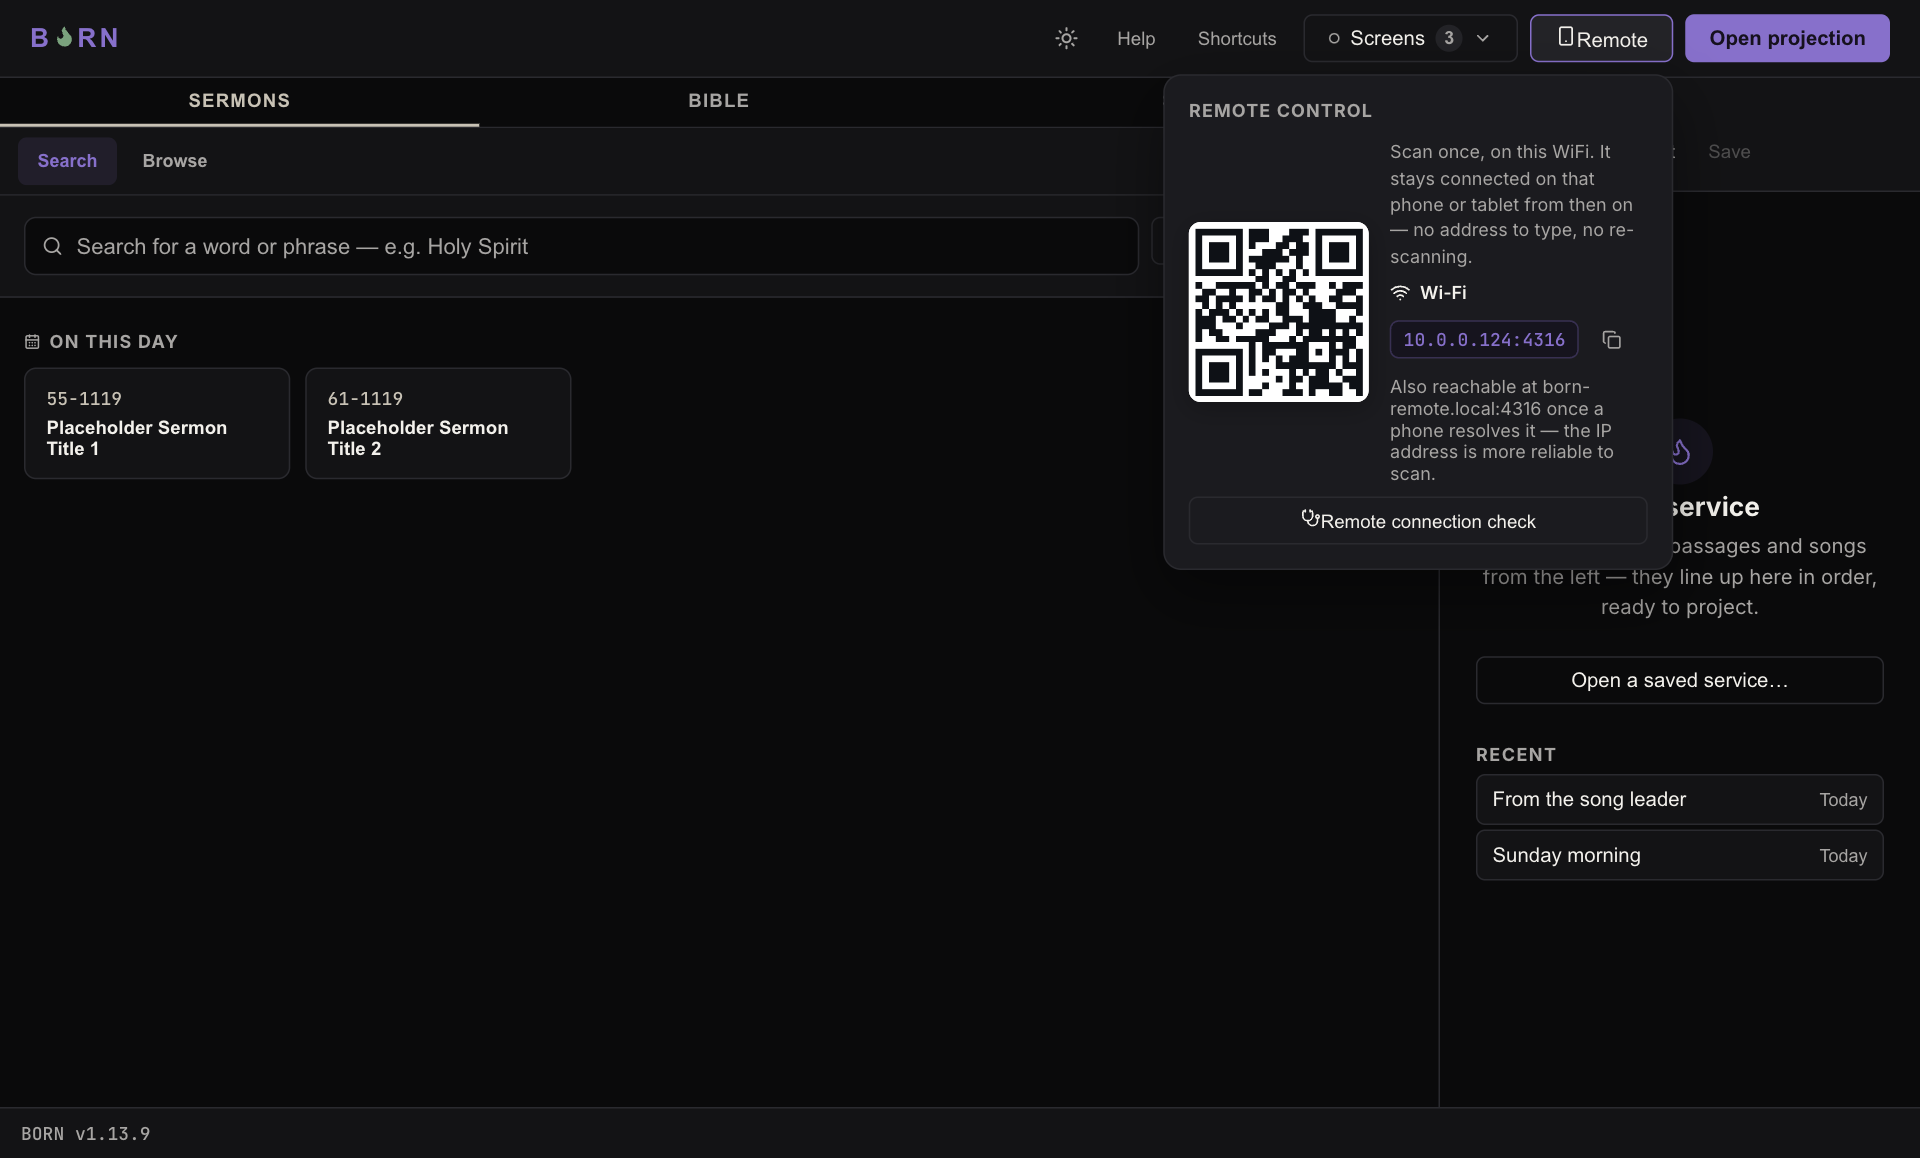 BORN
Help
Shortcuts
Screens 3
Remote
Open projection
SERMONS
BIBLE
Search
Browse
Save
Search for a word or phrase — e.g. Holy Spirit
ON THIS DAY
55-1119
Placeholder Sermon
Title 1
61-1119
Placeholder Sermon
Title 2
REMOTE CONTROL
Scan once, on this WiFi. It
stays connected on that
phone or tablet from then on
— no address to type, no re-
scanning.
Wi-Fi
10.0.0.124:4316
Also reachable at born-
remote.local:4316 once a
phone resolves it — the IP
address is more reliable to
scan.
Remote connection check
service
passages and songs
from the left — they line up here in order,
ready to project.
Open a saved service…
RECENT
From the song leader Today
Sunday morning Today
BORN v1.13.9